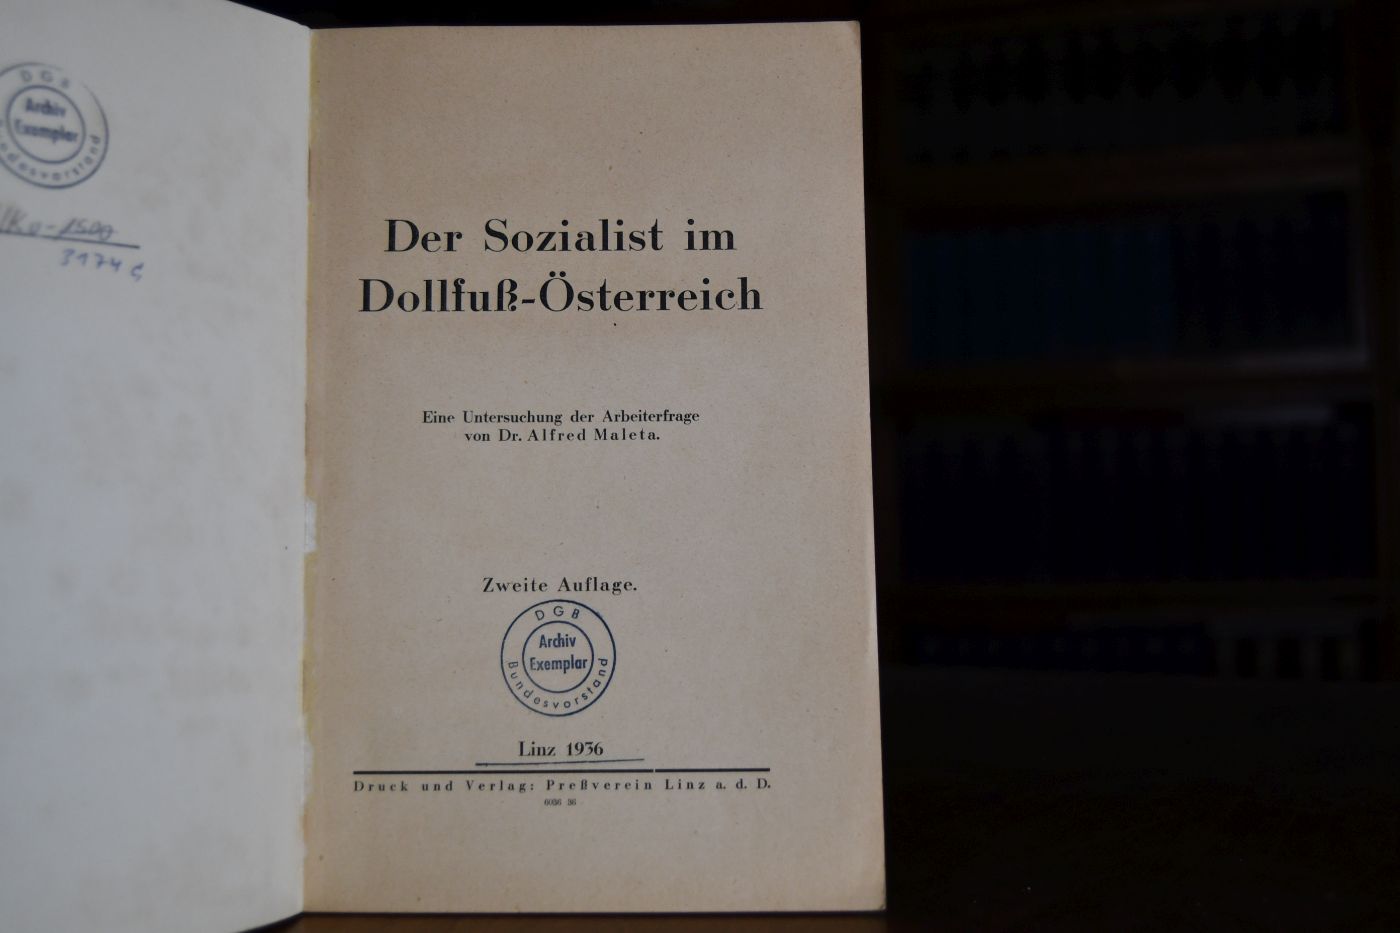 DGB
Archiv
Exemplar
Bundesvorstand
3174 C
Der Sozialist im
Dollfuß-Österreich
Eine Untersuchung der Arbeiterfrage
von Dr. Alfred Maleta.
Zweite Auflage.
DGB
Archiv
Exemplar
Bundesvorstand
Linz 1936
Druck und Verlag: Preßverein Linz a. d. D.
6036 36